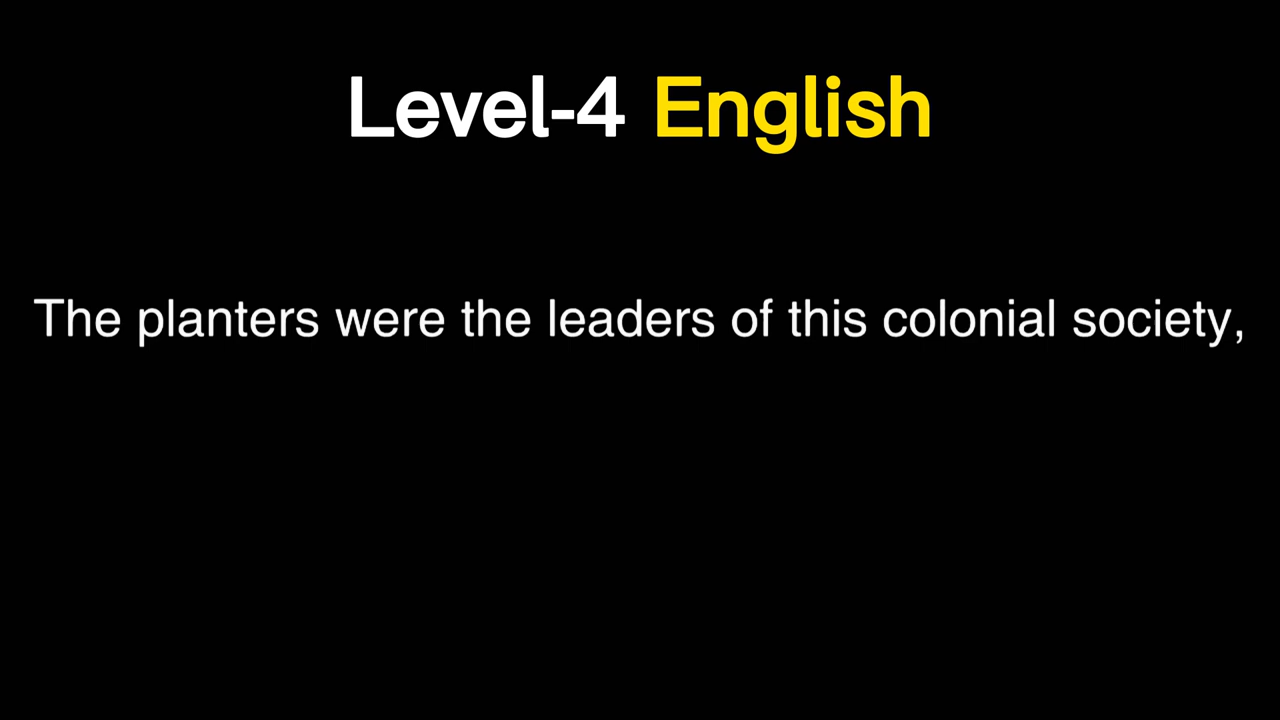 Level-4 English
The planters were the leaders of this colonial society,